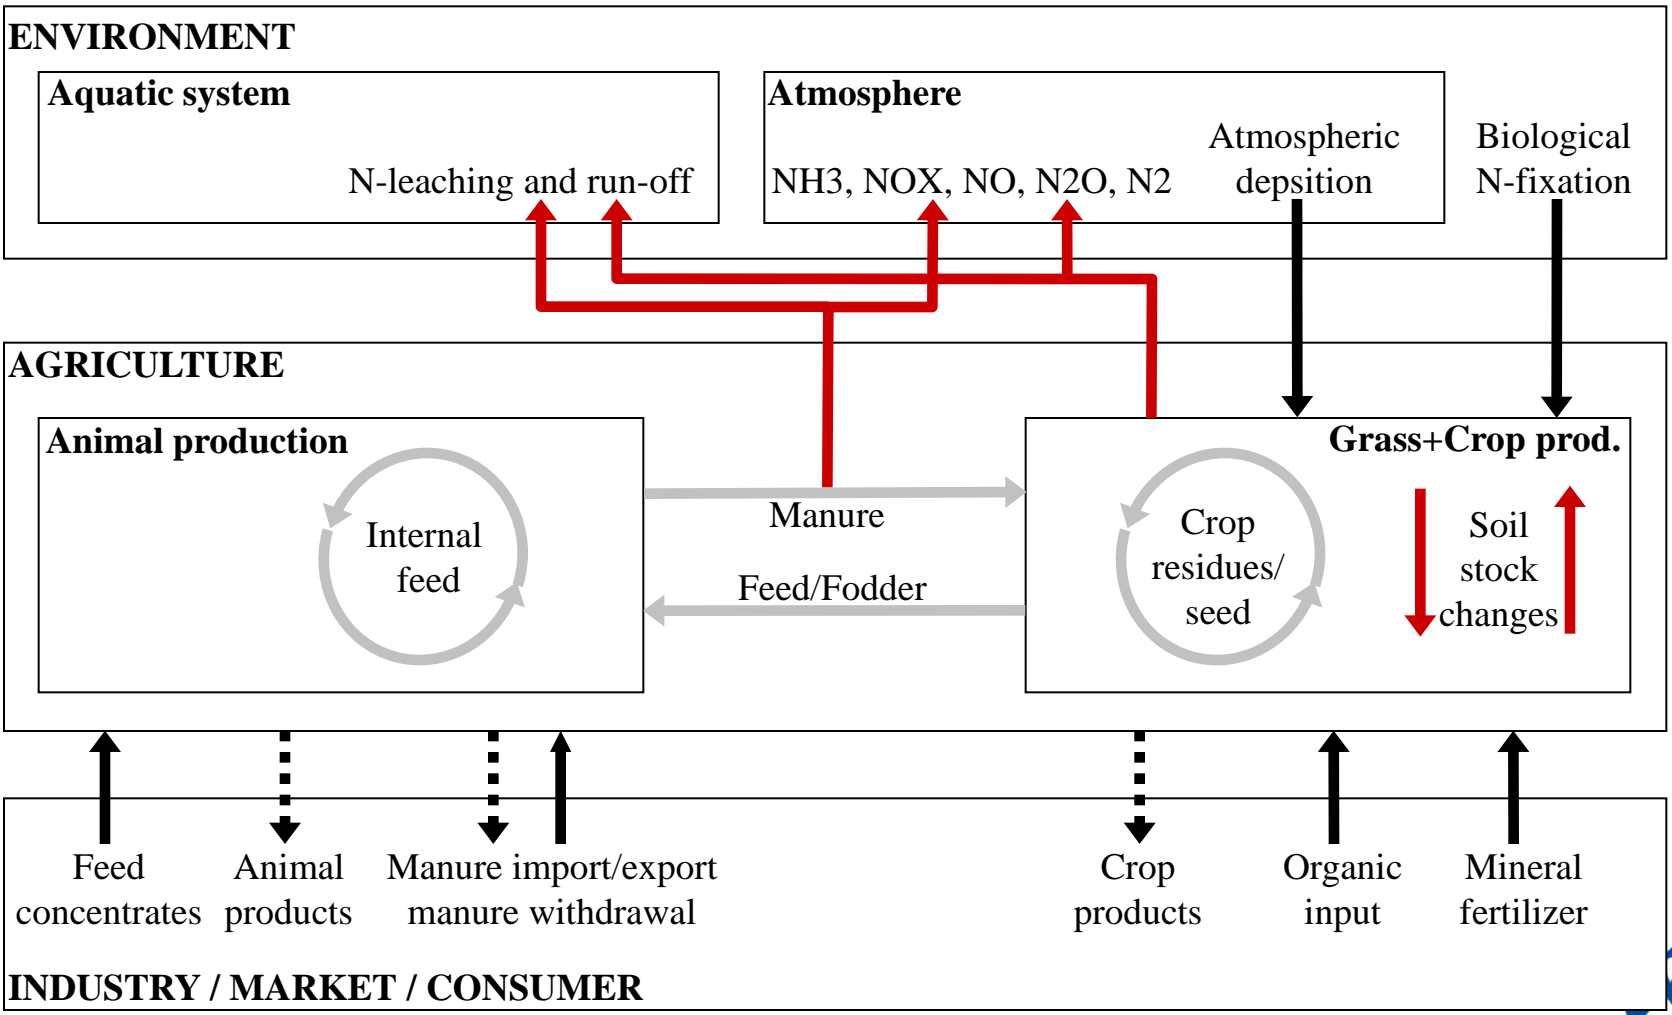 ENVIRONMENT
Aquatic system
N-leaching and run-off
Atmosphere
NH3, NOX, NO, N2O, N2
Atmospheric
depsition
Biological
N-fixation
AGRICULTURE
Animal production
Internal
feed
Manure
Feed/Fodder
Grass+Crop prod.
Crop
residues/
seed
Soil
stock
changes
Feed
concentrates
Animal
products
Manure import/export
manure withdrawal
Crop
products
Organic
input
Mineral
fertilizer
INDUSTRY / MARKET / CONSUMER